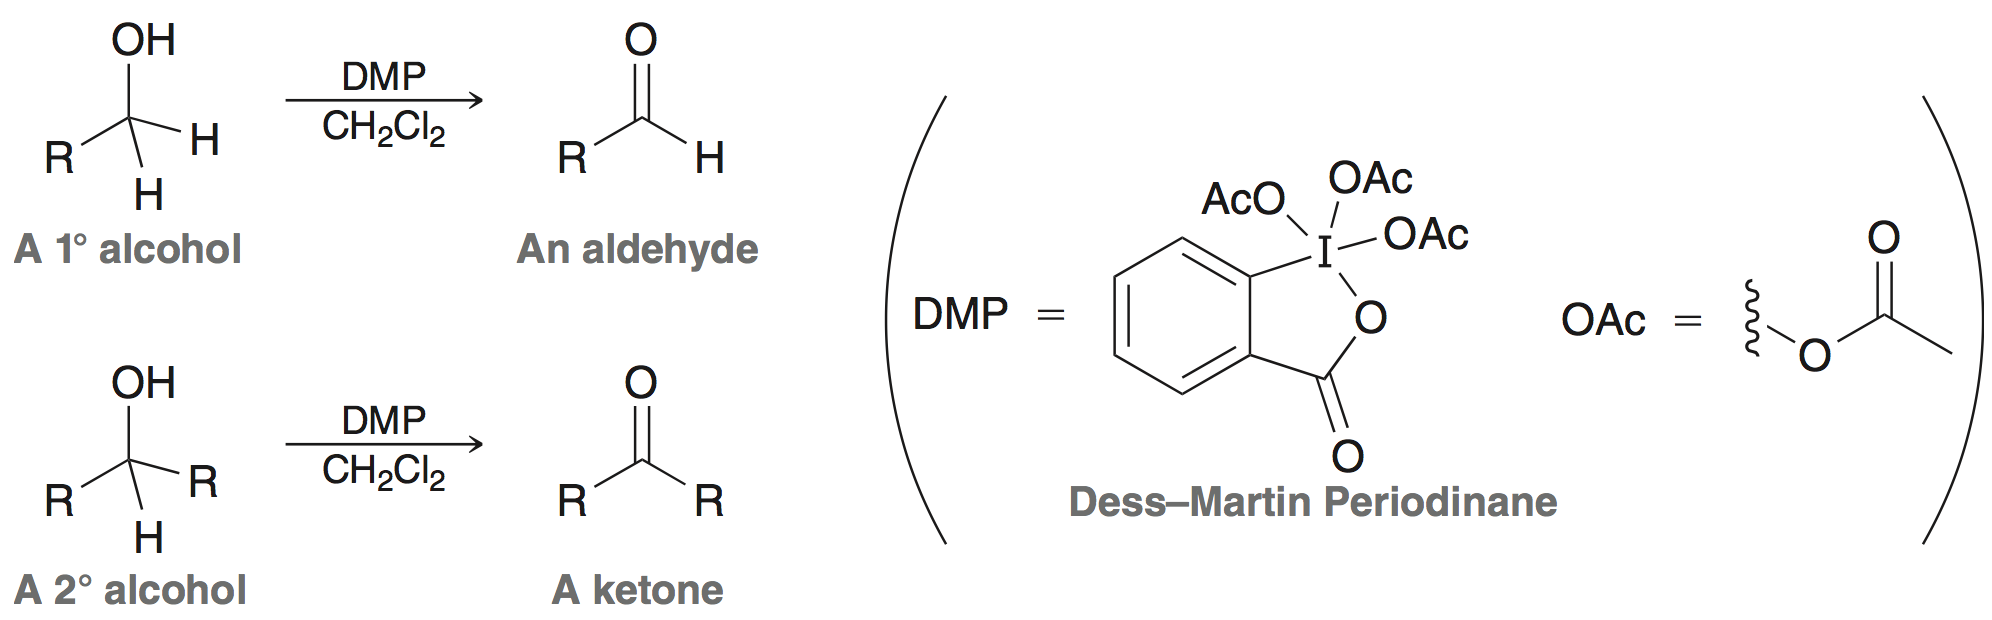 OH
R
H
H
A 1° alcohol
DMP
CH2Cl2
O
R
H
An aldehyde
OH
R
R
H
A 2° alcohol
DMP
CH2Cl2
O
R
R
A ketone
DMP =
AcO
OAc
OAc
I
O
O
Dess–Martin Periodinane
OAc =
O
O